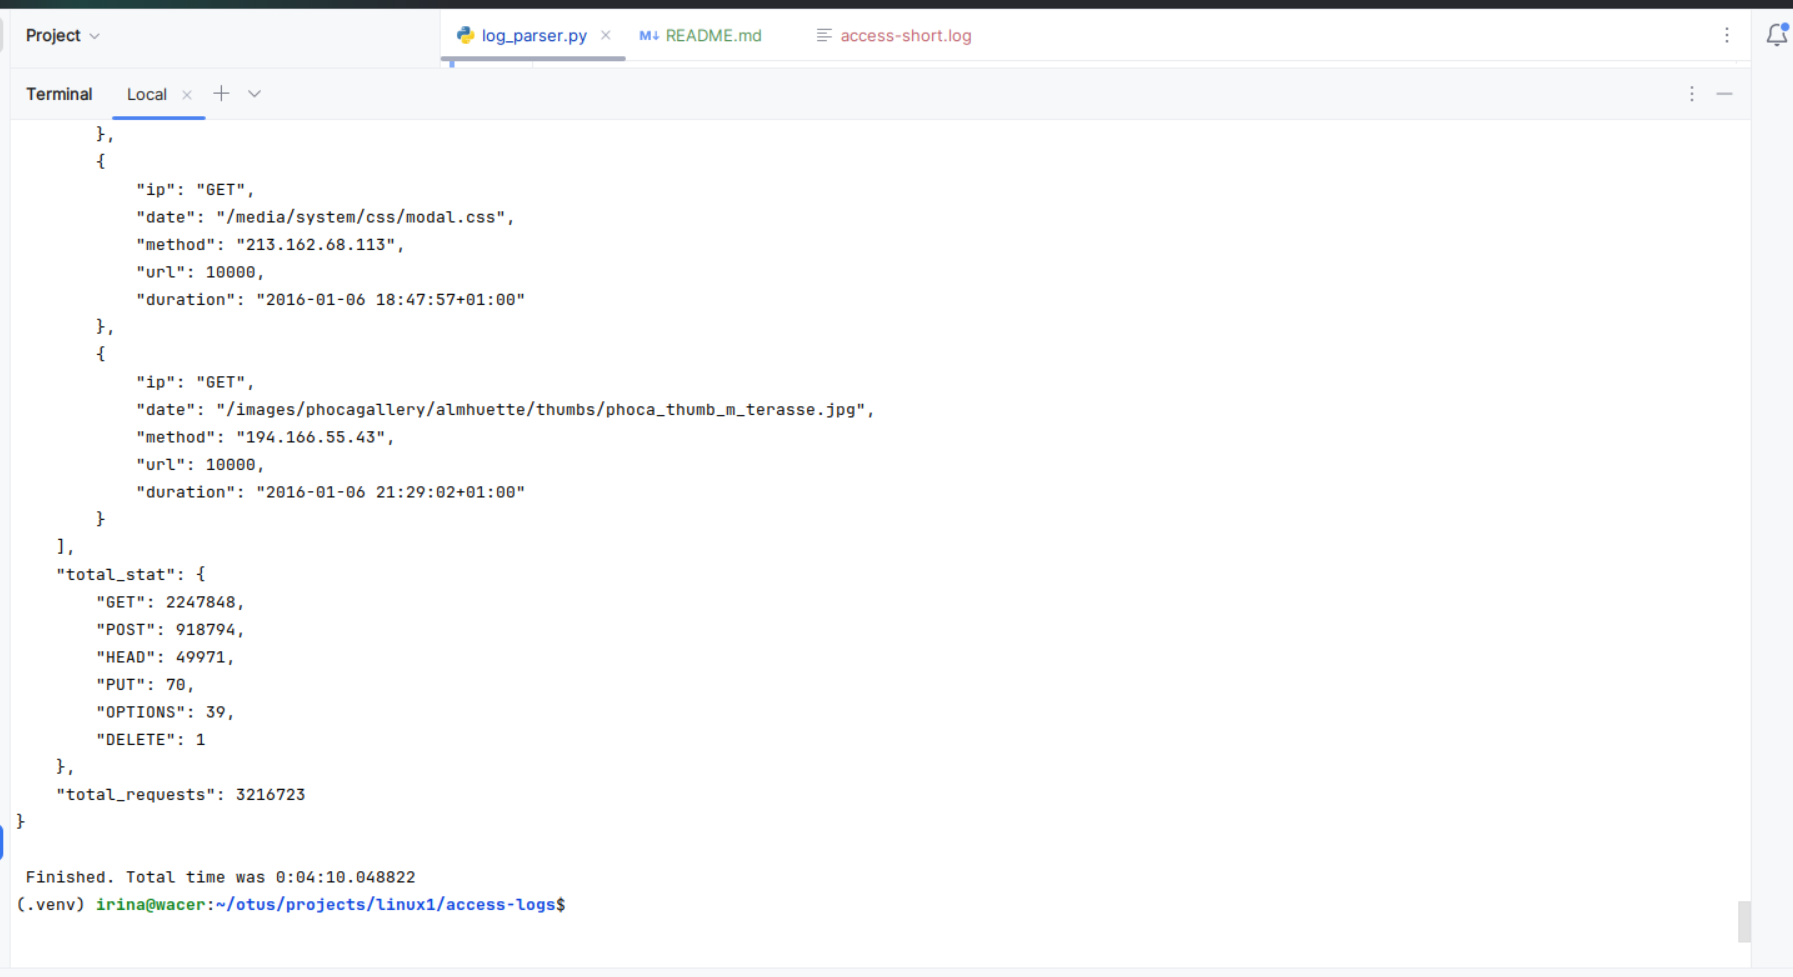 Project
log_parser.py
M↓ README.md
access-short.log
Terminal
Local
},
{
"ip": "GET",
"date": "/media/system/css/modal.css",
"method": "213.162.68.113",
"url": 10000,
"duration": "2016-01-06 18:47:57+01:00"
},
{
"ip": "GET",
"date": "/images/phocagallery/almhuette/thumbs/phoca_thumb_m_terasse.jpg",
"method": "194.166.55.43",
"url": 10000,
"duration": "2016-01-06 21:29:02+01:00"
}
],
"total_stat": {
"GET": 2247848,
"POST": 918794,
"HEAD": 49971,
"PUT": 70,
"OPTIONS": 39,
"DELETE": 1
},
"total_requests": 3216723
}
Finished. Total time was 0:04:10.048822
(.venv) irina@wacer:~/otus/projects/linux1/access-logs$